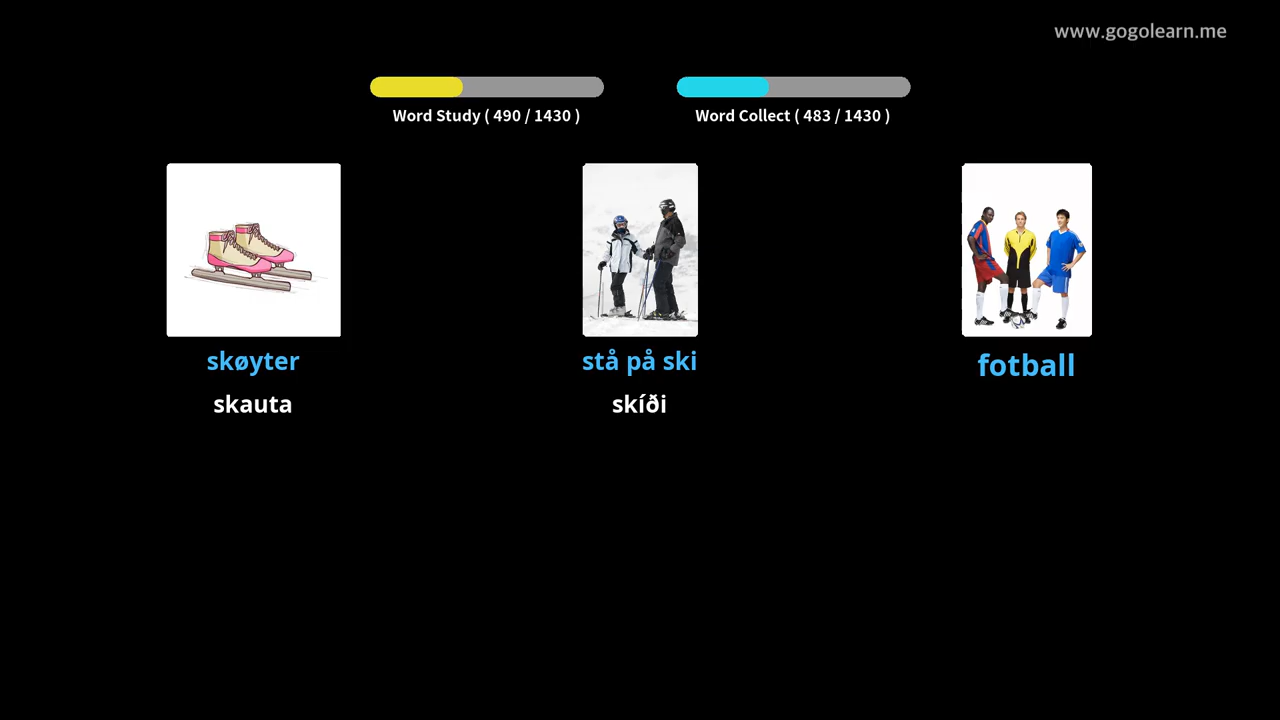 www.gogolearn.me
Word Study ( 490 / 1430 )
Word Collect ( 483 / 1430 )
skøyter
stå på ski
fotball
skauta
skíði